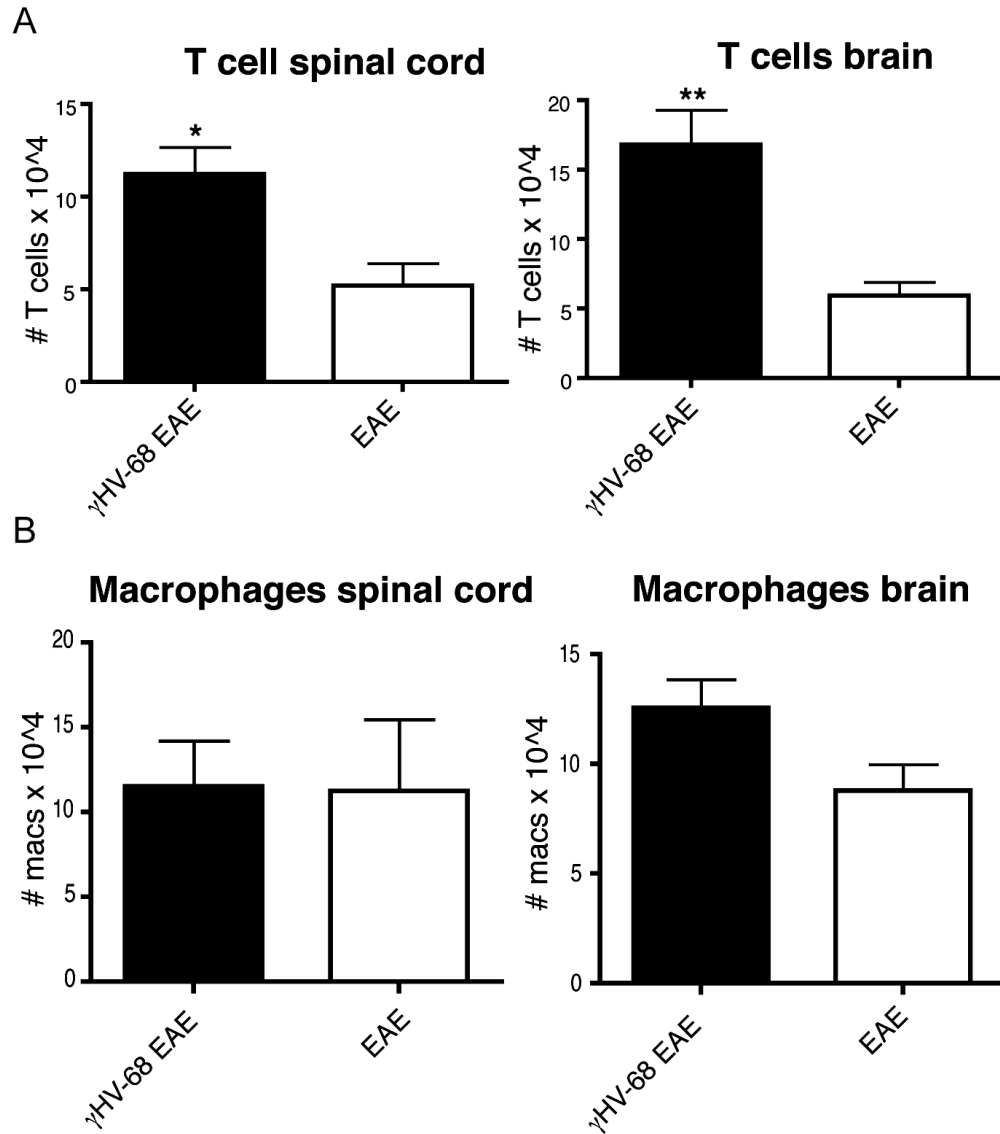 A
T cell spinal cord
T cells brain
# T cells x 10^4
15
10
5
0
*
γHV-68 EAE
EAE
# T cells x 10^4
20
15
10
5
0
**
γHV-68 EAE
EAE
B
Macrophages spinal cord
Macrophages brain
# macs x 10^4
20
15
10
5
0
γHV-68 EAE
EAE
# macs x 10^4
15
10
5
0
γHV-68 EAE
EAE